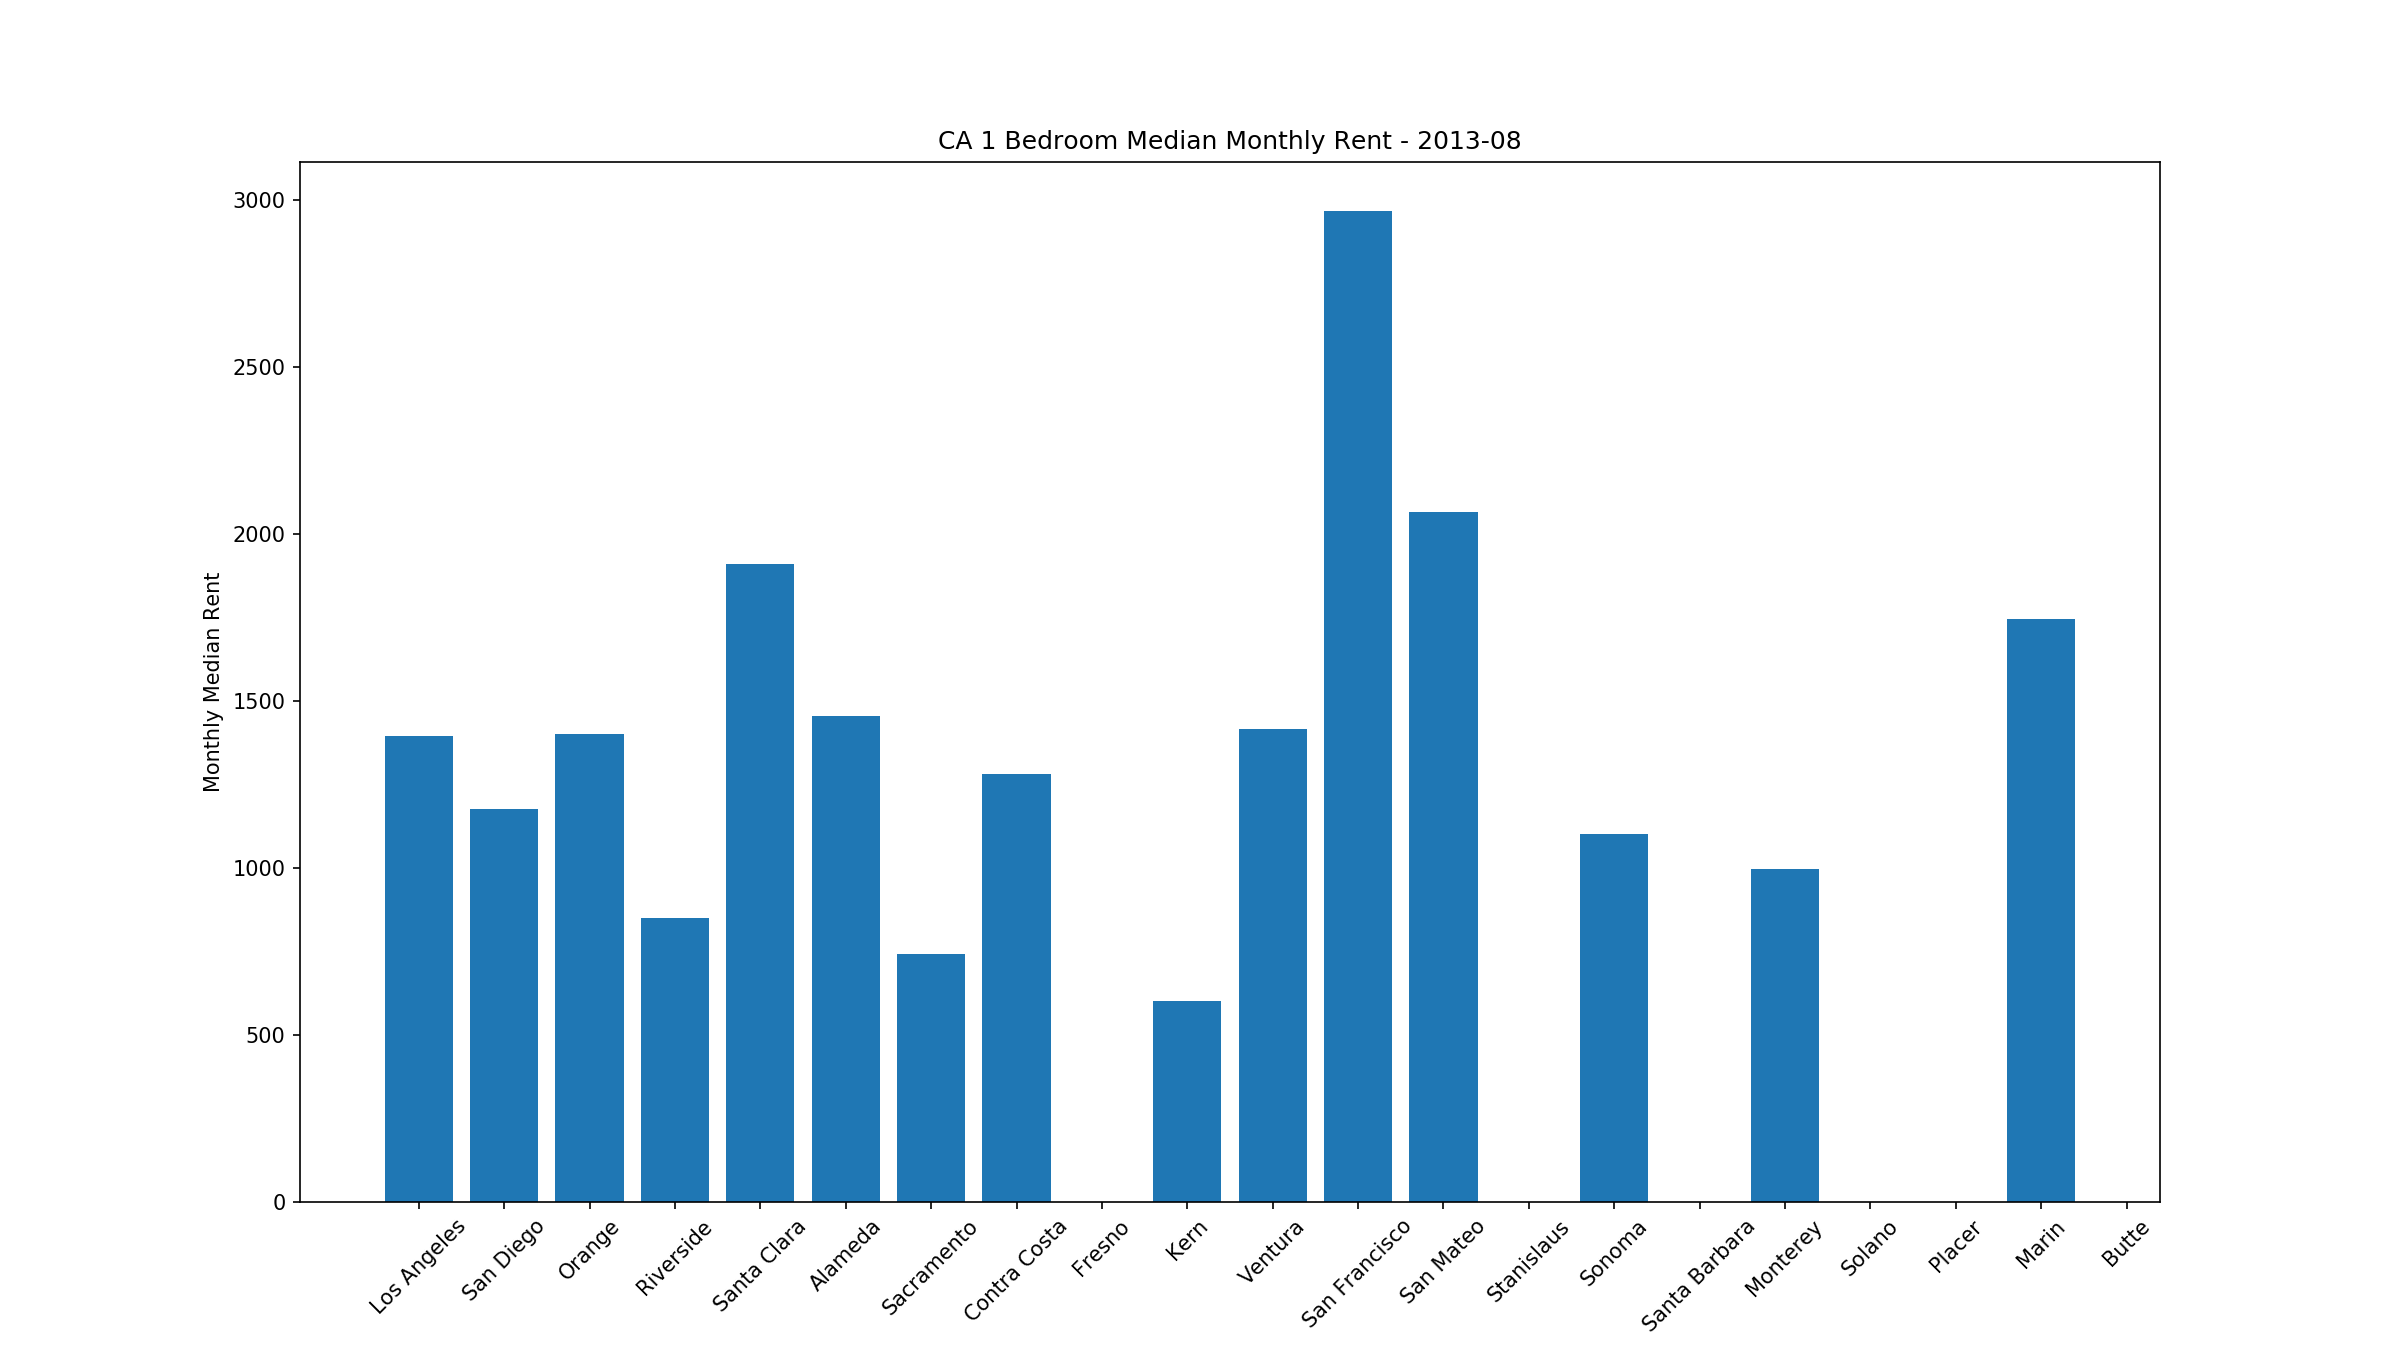 CA 1 Bedroom Median Monthly Rent - 2013-08
Monthly Median Rent
3000
2500
2000
1500
1000
500
0
Los Angeles
San Diego
Orange
Riverside
Santa Clara
Alameda
Sacramento
Contra Costa
Fresno
Kern
Ventura
San Francisco
San Mateo
Stanislaus
Sonoma
Santa Barbara
Monterey
Solano
Placer
Marin
Butte